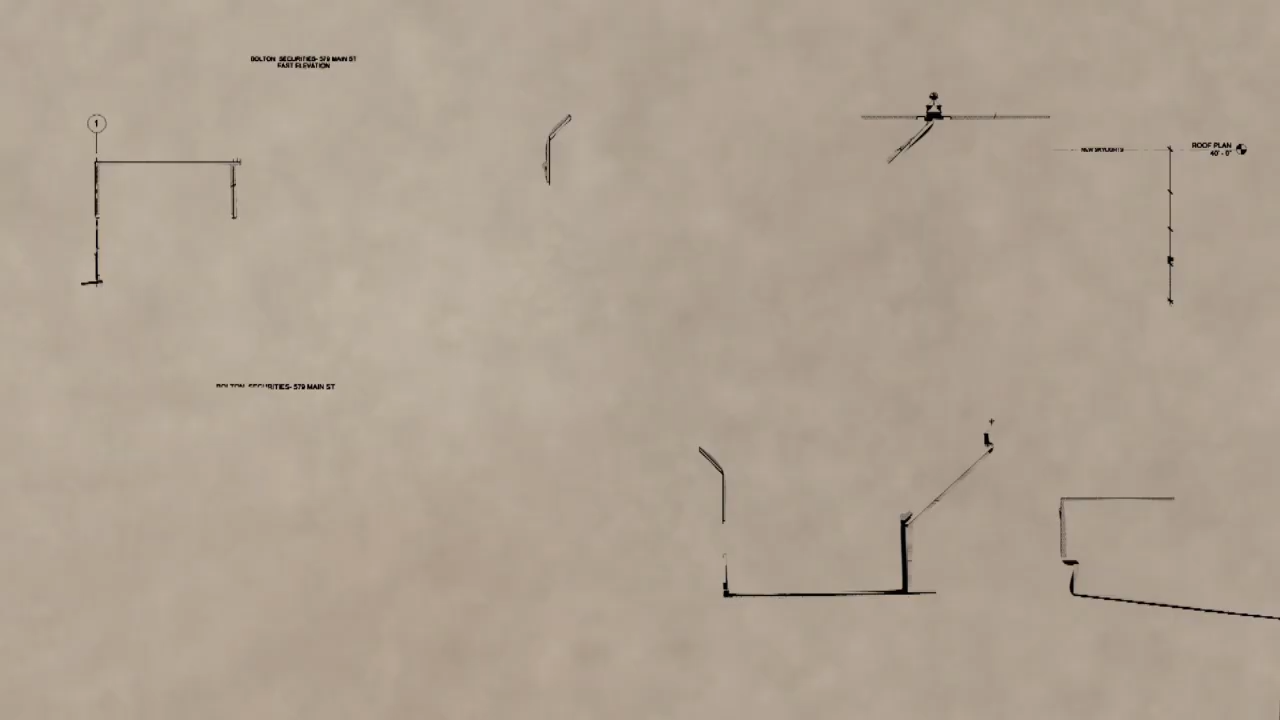 BOLTON SECURITIES- 579 MAIN ST
EAST ELEVATION
1
NEW SKYLIGHTS
ROOF PLAN
40' - 0"
BOLTON SECURITIES- 579 MAIN ST